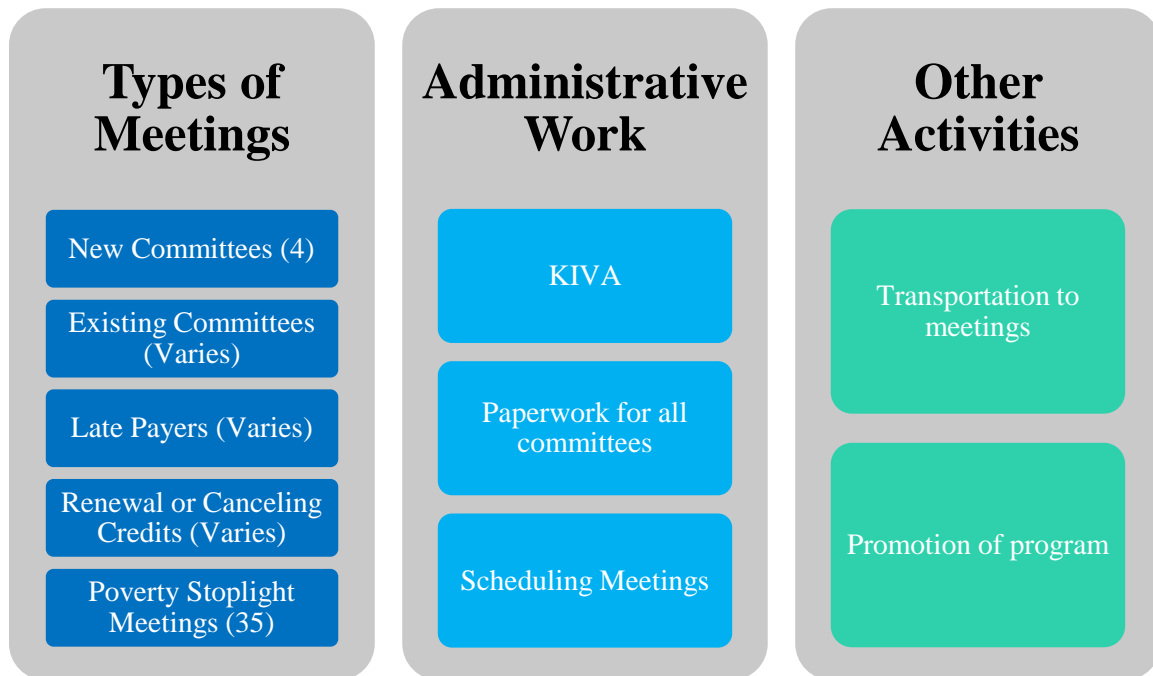 Types of
Meetings
New Committees (4)
Existing Committees
(Varies)
Late Payers (Varies)
Renewal or Canceling
Credits (Varies)
Poverty Stoplight
Meetings (35)
Administrative
Work
KIVA
Paperwork for all
committees
Scheduling Meetings
Other
Activities
Transportation to
meetings
Promotion of program